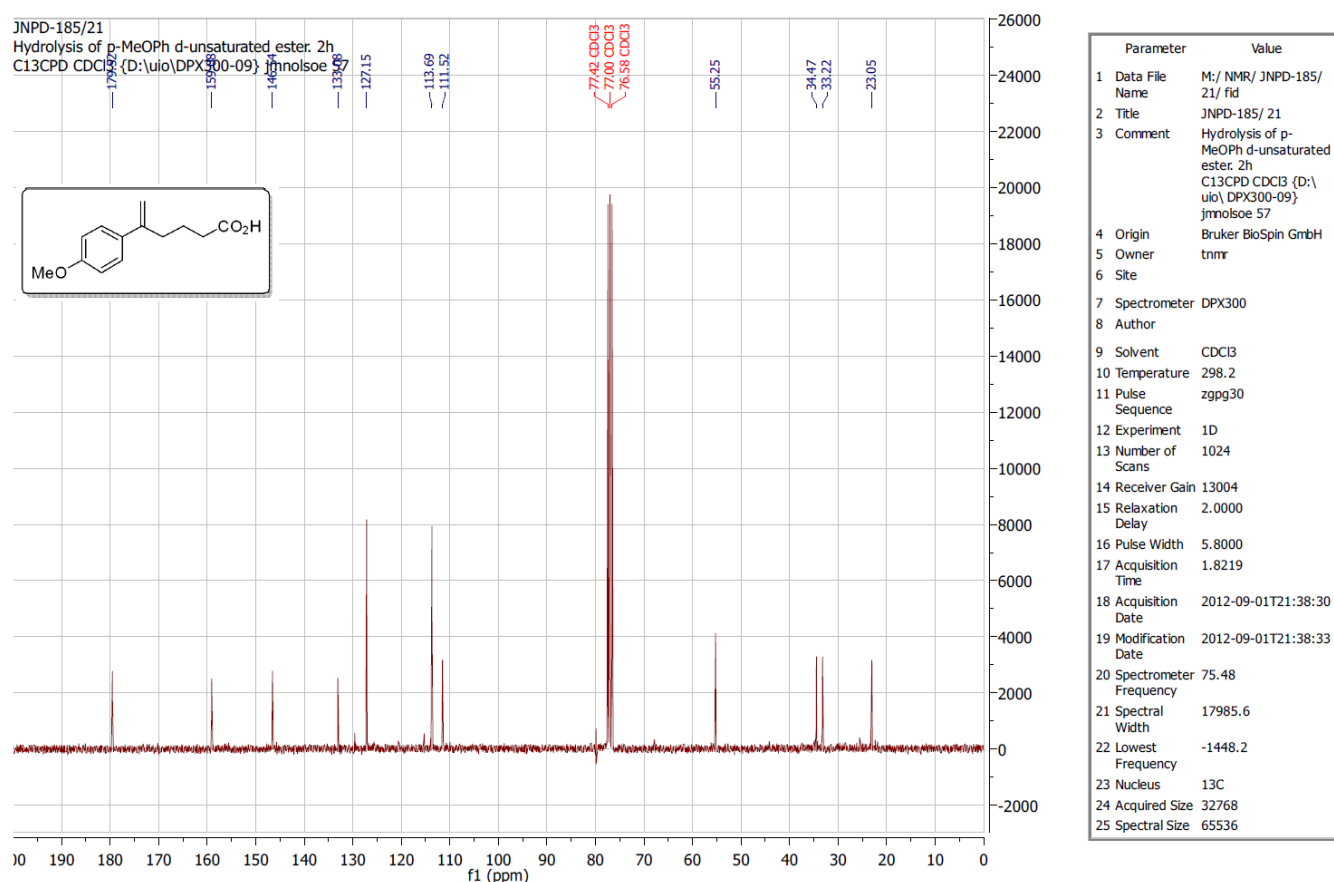 JNPD-185/21
Hydrolysis of p-MeOPh d-unsaturated ester. 2h
C13CPD CDCl3 {D:\uio\DPX300-09} jmnolsoe 57
179.52
146.54
127.15
113.69
111.52
77.42 CDCl3
77.00 CDCl3
76.58 CDCl3
55.25
34.47
33.22
23.05
CO₂H
MeO
26000
24000
22000
20000
18000
16000
14000
12000
10000
8000
6000
4000
2000
0
-2000
190 180 170 160 150 140 130 120 110 100 90 80 70 60 50 40 30 20 10 0
f1 (ppm)
Parameter Value
1 Data File M:/ NMR/ JNPD-185/
Name 21/ fid
2 Title JNPD-185/ 21
3 Comment Hydrolysis of p-
MeOPh d-unsaturated
ester. 2h
C13CPD CDCl3 {D:\
uio\ DPX300-09}
jmnolsoe 57
4 Origin Bruker BioSpin GmbH
5 Owner tnmr
6 Site
7 Spectrometer DPX300
8 Author
9 Solvent CDCl3
10 Temperature 298.2
11 Pulse zgpg30
Sequence
12 Experiment 1D
13 Number of 1024
Scans
14 Receiver Gain 13004
15 Relaxation 2.0000
Delay
16 Pulse Width 5.8000
17 Acquisition 1.8219
Time
18 Acquisition 2012-09-01T21:38:30
Date
19 Modification 2012-09-01T21:38:33
Date
20 Spectrometer 75.48
Frequency
21 Spectral 17985.6
Width
22 Lowest -1448.2
Frequency
23 Nucleus 13C
24 Acquired Size 32768
25 Spectral Size 65536